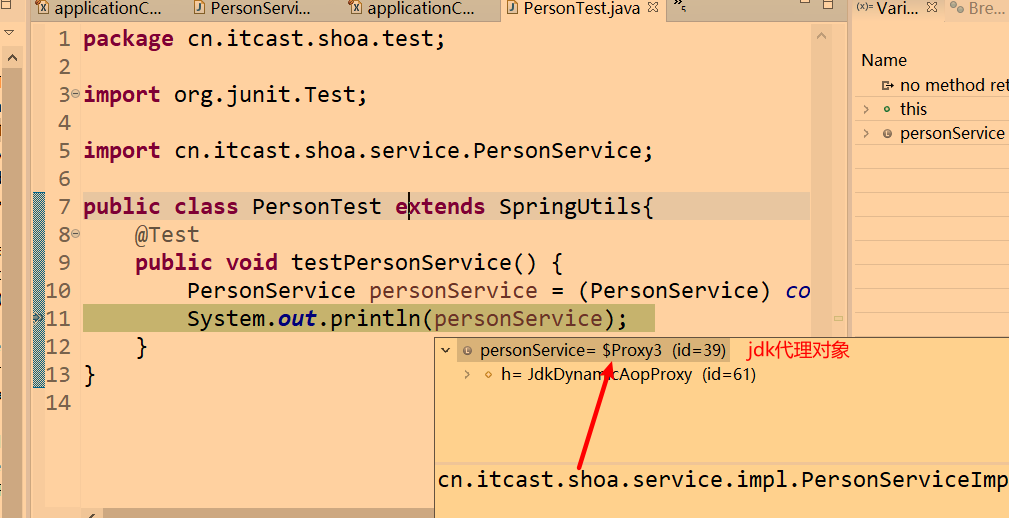 applicationC...
PersonServi...
applicationC...
PersonTest.java
»5
(x)= Vari...
Bre...
1 package cn.itcast.shoa.test;
2
3 import org.junit.Test;
4
5 import cn.itcast.shoa.service.PersonService;
6
7 public class PersonTest extends SpringUtils{
8 @Test
9 public void testPersonService() {
10 PersonService personService = (PersonService) co
11 System.out.println(personService);
12 }
13 }
14
Name
no method ret
this
personService
personService= $Proxy3 (id=39)
jdk代理对象
h= JdkDynamicAopProxy (id=61)
cn.itcast.shoa.service.impl.PersonServiceImp